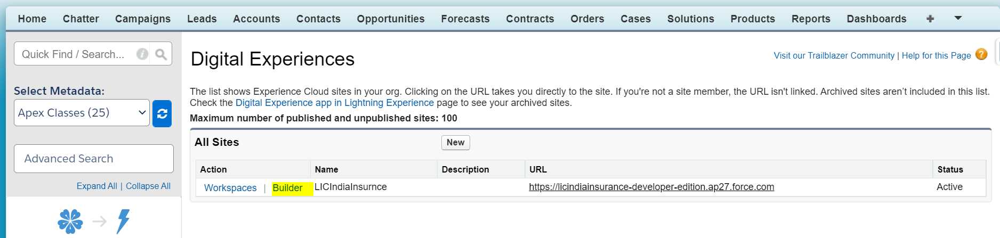 Home Chatter Campaigns Leads Accounts Contacts Opportunities Forecasts Contracts Orders Cases Solutions Products Reports Dashboards +
Quick Find / Search...
Digital Experiences
Visit our Trailblazer Community | Help for this Page ?
The list shows Experience Cloud sites in your org. Clicking on the URL takes you directly to the site. If you're not a site member, the URL isn't linked. Archived sites aren’t included in this list.
Check the Digital Experience app in Lightning Experience page to see your archived sites.
Maximum number of published and unpublished sites: 100
Select Metadata:
Apex Classes (25)
Advanced Search
Expand All | Collapse All
All Sites New
Action Name Description URL Status
Workspaces | Builder LICIndiaInsurnce https://licindiainsurance-developer-edition.ap27.force.com Active